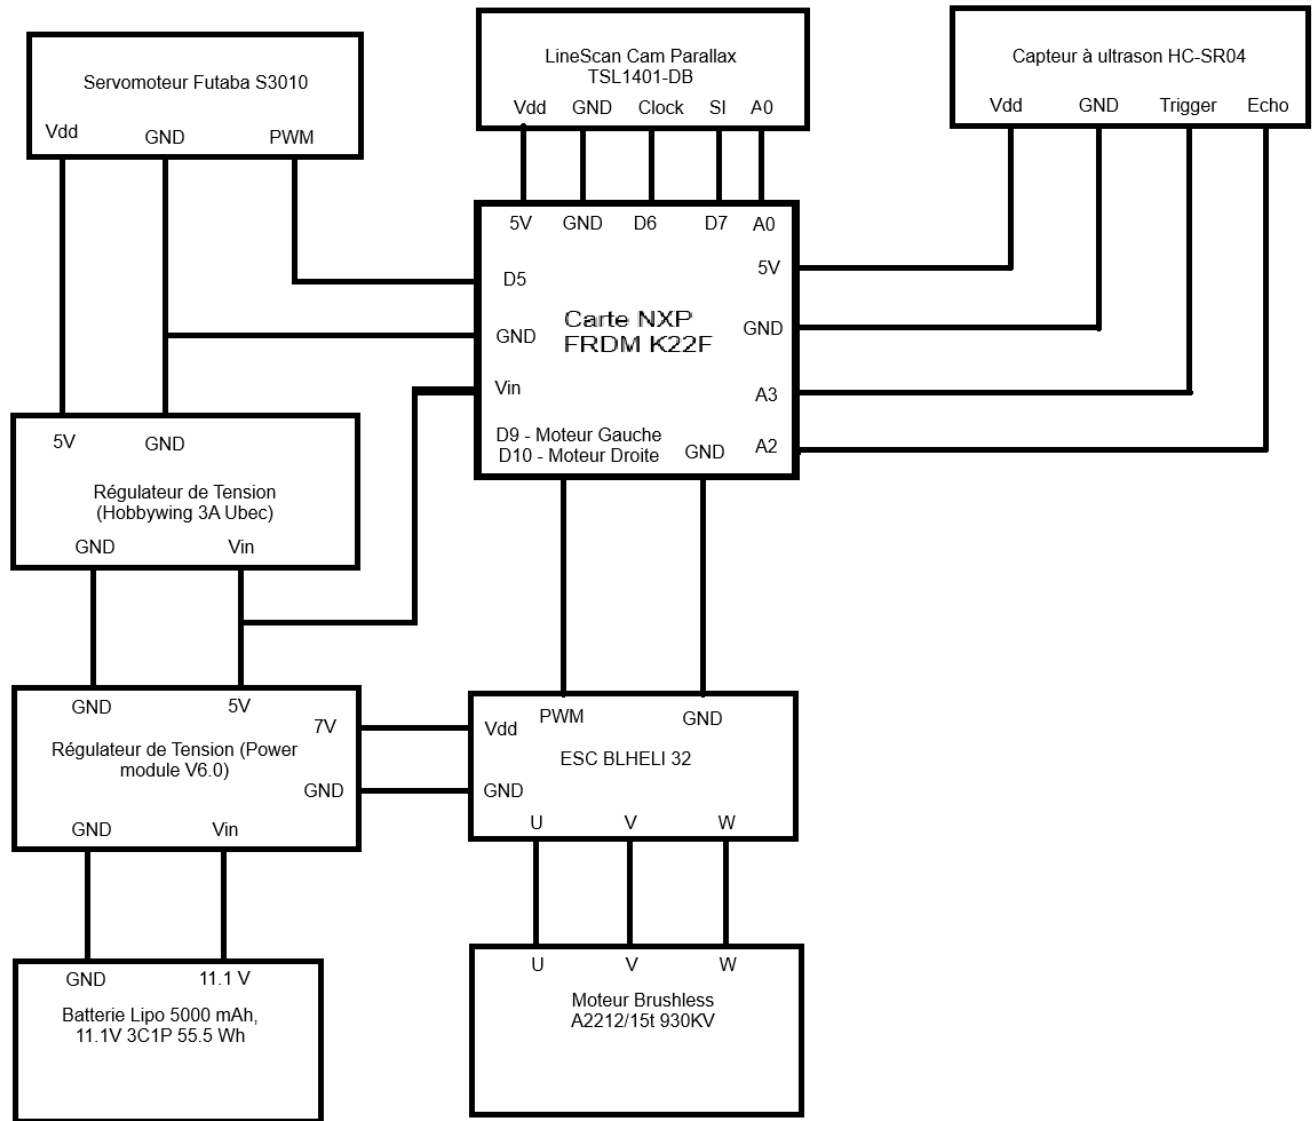 Servomoteur Futaba S3010
Vdd GND PWM
LineScan Cam Parallax
TSL1401-DB
Vdd GND Clock SI A0
Capteur à ultrason HC-SR04
Vdd GND Trigger Echo
5V GND D6 D7 A0
5V
D5
Carte NXP
FRDM K22F
GND
GND
Vin
A3
D9 - Moteur Gauche
D10 - Moteur Droite
GND
A2
5V GND
Régulateur de Tension
(Hobbywing 3A Ubec)
GND Vin
GND 5V
7V
Régulateur de Tension (Power
module V6.0)
GND
GND Vin
PWM GND
Vdd
ESC BLHELI 32
GND
U V W
GND 11.1 V
Batterie Lipo 5000 mAh,
11.1V 3C1P 55.5 Wh
U V W
Moteur Brushless
A2212/15t 930KV